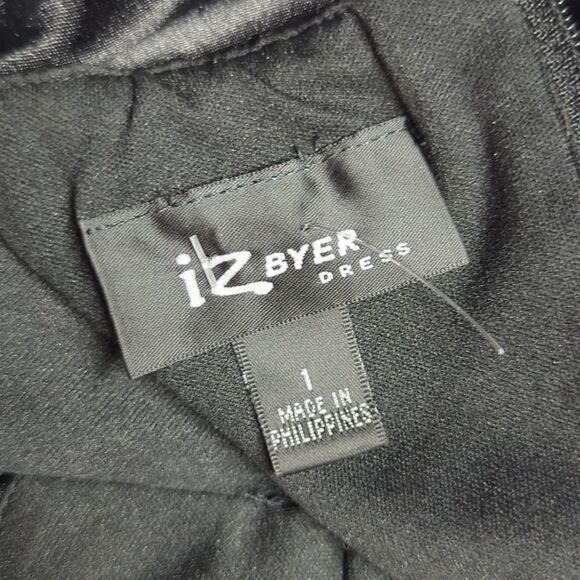 iz BYER
DRESS
1
MADE IN
PHILIPPINES